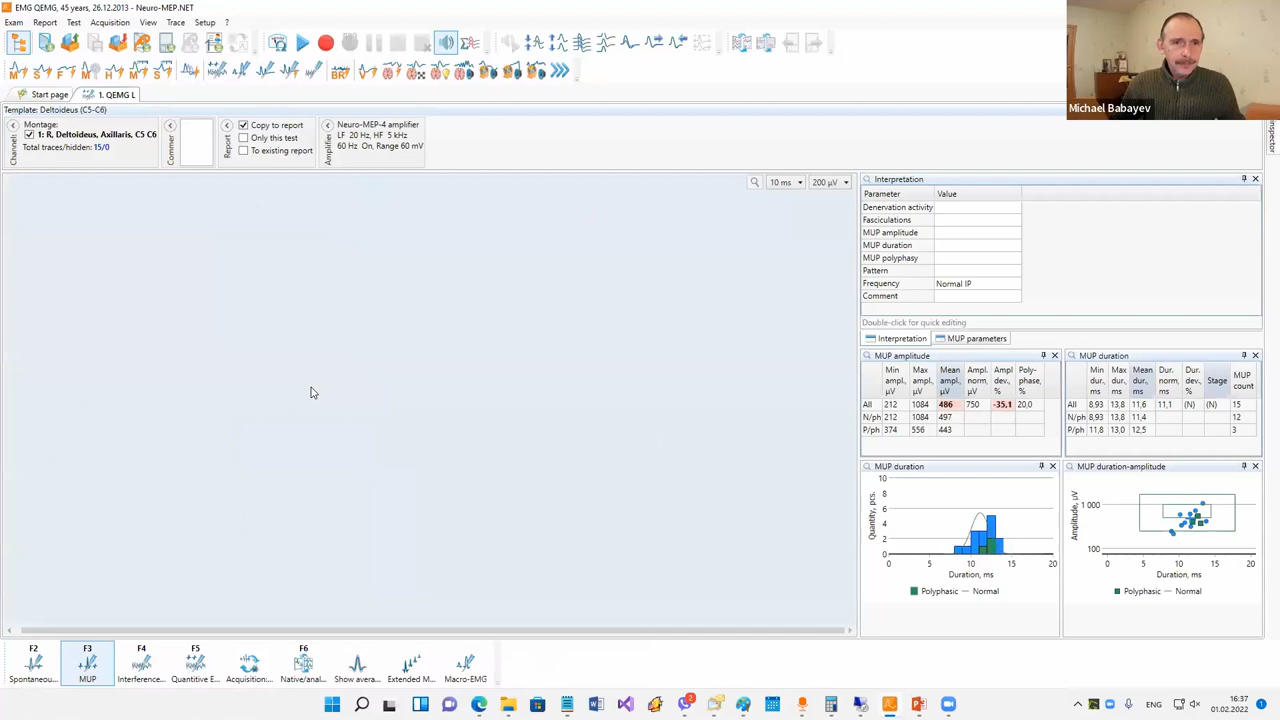 EMG QEMG, 45 years, 26.12.2013 - Neuro-MEP.NET
Exam Report Test Acquisition View Trace Setup ?
Start page 1. QEMG L
Template: Deltoideus (C5-C6)
Channels
Montage:
1: R, Deltoideus, Axillaris, C5 C6
Total traces/hidden: 15/0
Commer
Report
Copy to report
Only this test
To existing report
Amplifier
Neuro-MEP-4 amplifier
LF 20 Hz, HF 5 kHz
60 Hz On, Range 60 mV
Michael Babayev
Inspector
10 ms 200 µV
Interpretation
Parameter Value
Denervation activity
Fasciculations
MUP amplitude
MUP duration
MUP polyphasy
Pattern
Frequency Normal IP
Comment
Double-click for quick editing
Interpretation MUP parameters
MUP amplitude
Min ampl., µV Max ampl., µV Mean ampl., µV Ampl. norm, µV Ampl dev., % Poly-phase, %
All 212 1084 486 750 -35,1 20,0
N/ph 212 1084 497
P/ph 374 556 443
MUP duration
Min dur., ms Max dur., ms Mean dur., ms Dur. norm, ms Dur. dev., % Stage MUP count
All 8,93 13,8 11,6 11,1 (N) (N) 15
N/ph 8,93 13,8 11,4 12
P/ph 11,8 13,0 12,5 3
MUP duration
Quantity, pcs.
10
8
6
4
2
0
0 5 10 15 20
Duration, ms
Polyphasic Normal
MUP duration-amplitude
Amplitude, µV
1 000
100
0 5 10 15 20
Duration, ms
Polyphasic Normal
F2 F3 F4 F5 F6
Spontaneou... MUP Interference... Quantitive E... Acquisition:... Native/anal... Show avera... Extended M... Macro-EMG
2
ENG
16:37
01.02.2022
1